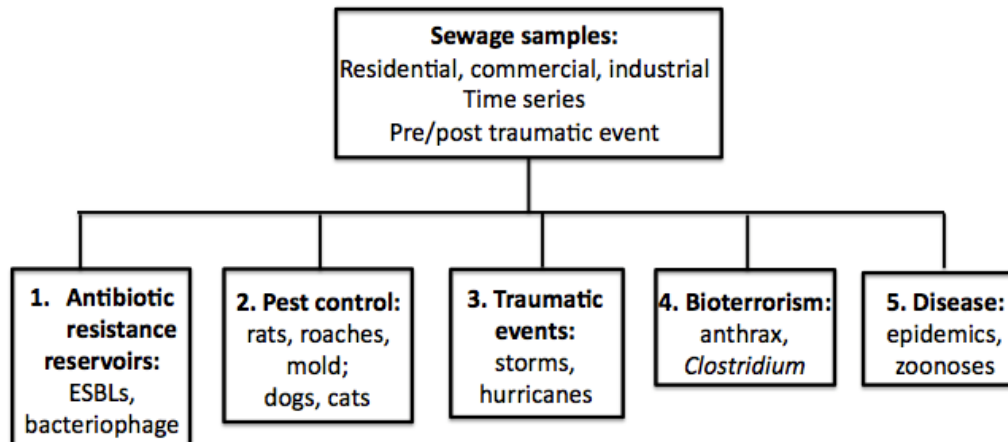 Sewage samples:
Residential, commercial, industrial
Time series
Pre/post traumatic event
1. Antibiotic
resistance
reservoirs:
ESBLs,
bacteriophage
2. Pest control:
rats, roaches,
mold;
dogs, cats
3. Traumatic
events:
storms,
hurricanes
4. Bioterrorism:
anthrax,
Clostridium
5. Disease:
epidemics,
zoonoses